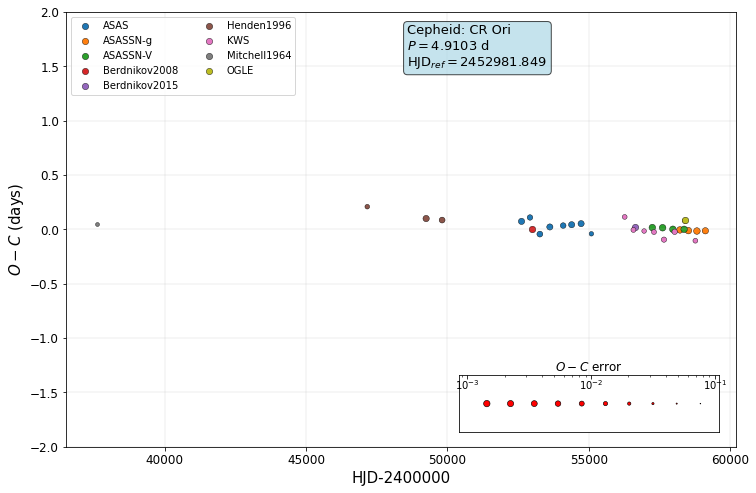 ASAS
ASASSN-g
ASASSN-V
Berdnikov2008
Berdnikov2015
Henden1996
KWS
Mitchell1964
OGLE
Cepheid: CR Ori
P = 4.9103 d
HJD_ref = 2452981.849
2.0
1.5
1.0
0.5
0.0
−0.5
−1.0
−1.5
−2.0
O − C (days)
O − C error
10⁻³
10⁻²
10⁻¹
40000
45000
50000
55000
60000
HJD-2400000